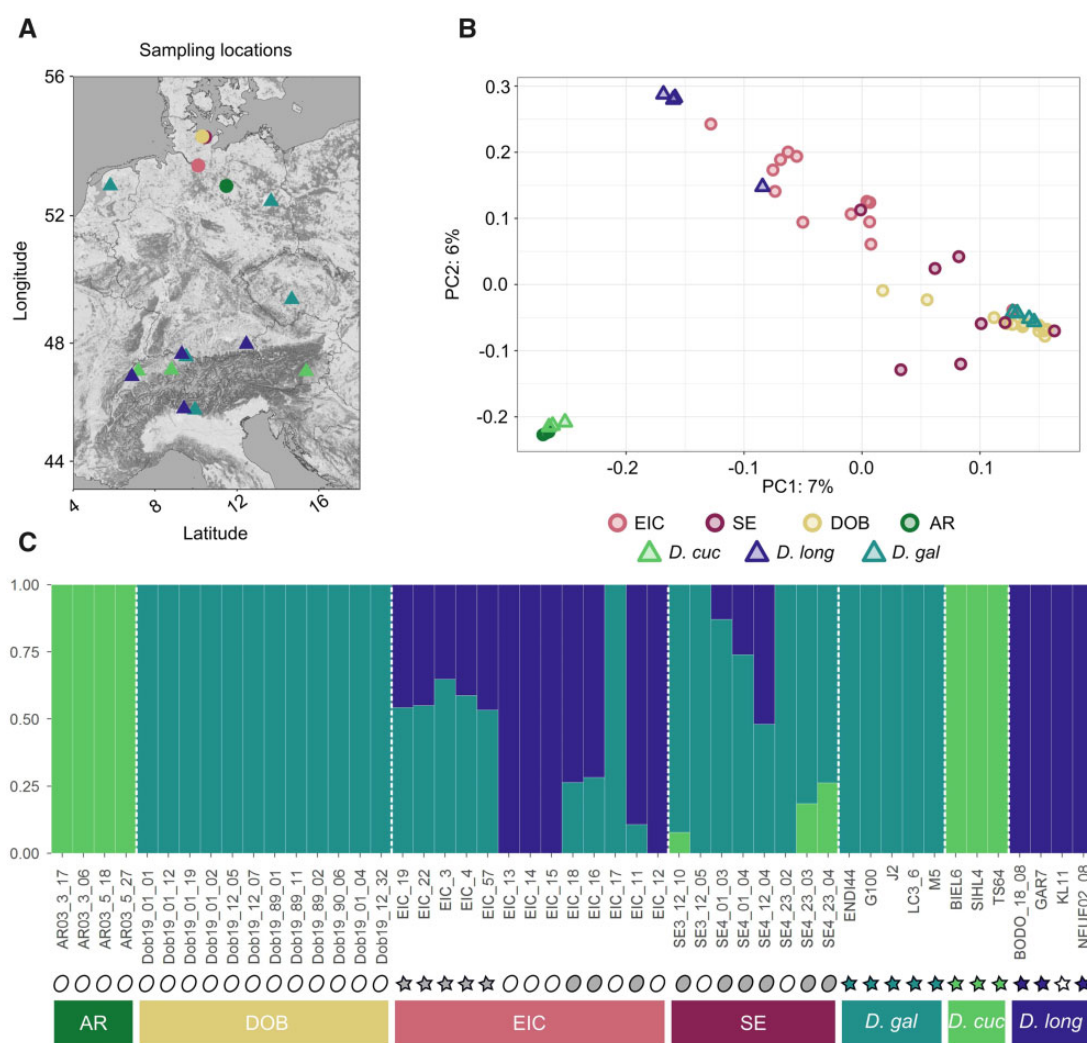 A
Sampling locations
56
52
48
44
Longitude
4
8
12
16
Latitude
B
0.3
0.2
0.1
0.0
-0.1
-0.2
PC2: 6%
-0.2
-0.1
0.0
0.1
PC1: 7%
EIC SE DOB AR
D. cuc D. long D. gal
C
1.00
0.75
0.50
0.25
0.00
AR03_3_17
AR03_3_06
AR03_5_18
AR03_5_27
Dob19_01_01
Dob19_01_12
Dob19_01_19
Dob19_01_02
Dob19_12_05
Dob19_12_07
Dob19_89_01
Dob19_89_11
Dob19_89_02
Dob19_90_06
Dob19_01_04
Dob19_12_32
EIC_19
EIC_22
EIC_3
EIC_4
EIC_57
EIC_13
EIC_14
EIC_15
EIC_18
EIC_16
EIC_17
EIC_11
EIC_12
SE3_12_10
SE3_12_05
SE4_01_03
SE4_01_04
SE4_12_04
SE4_23_02
SE4_23_03
SE4_23_04
ENDI44
G100
J2
LC3_6
M5
BIEL6
SIHL4
TS64
BODO_18_08
GAR7
KL11
NEUE02_08
AR DOB EIC SE D. gal D. cuc D. long